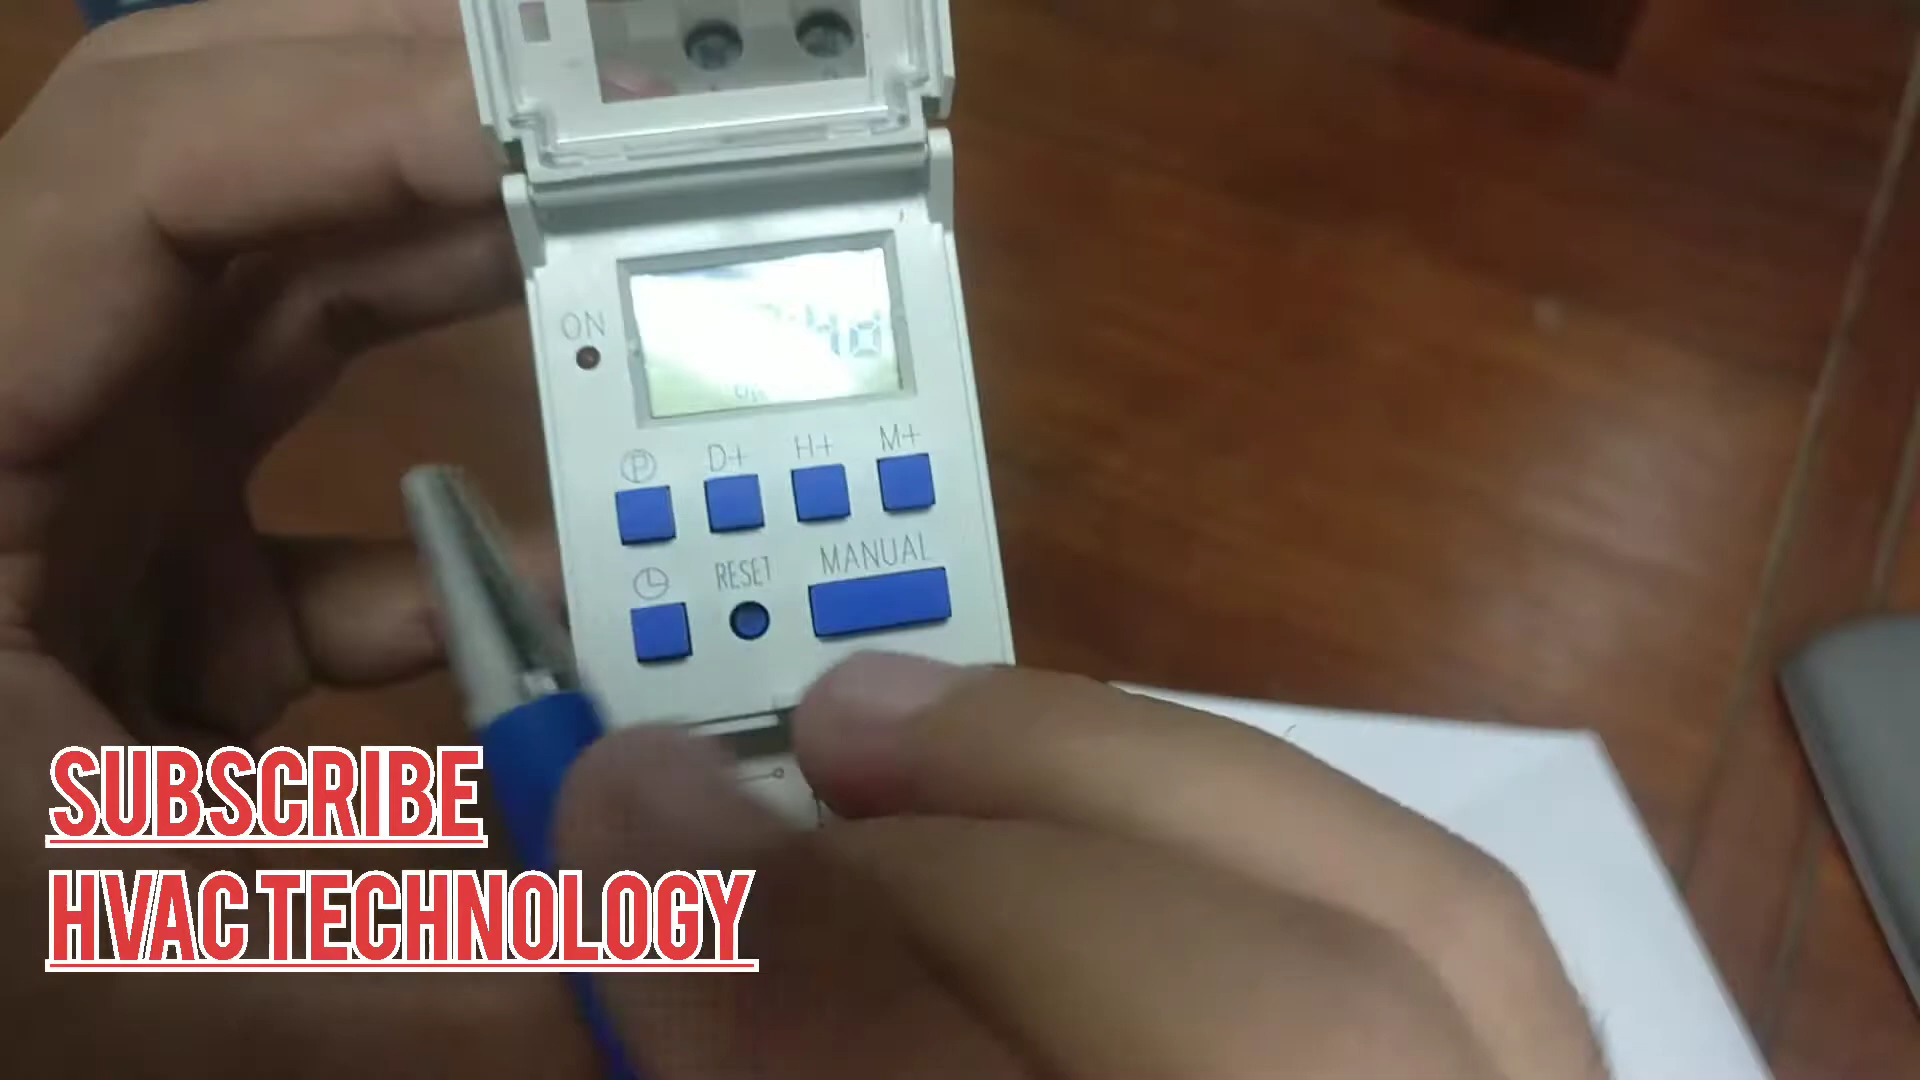 ON
P D+ H+ M+
RESET MANUAL
SUBSCRIBE
HVAC TECHNOLOGY